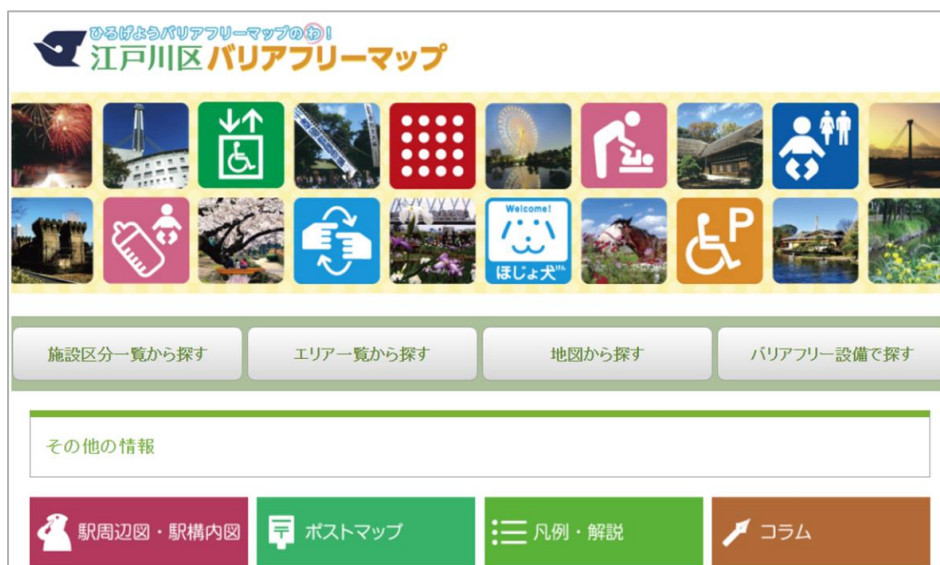 ひろげようバリアフリーマップのわ!
江戸川区バリアフリーマップ
P
Welcome!
ほじょ犬™
施設区分一覧から探す
エリア一覧から探す
地図から探す
バリアフリー設備で探す
その他の情報
駅周辺図・駅構内図
ポストマップ
凡例・解説
コラム